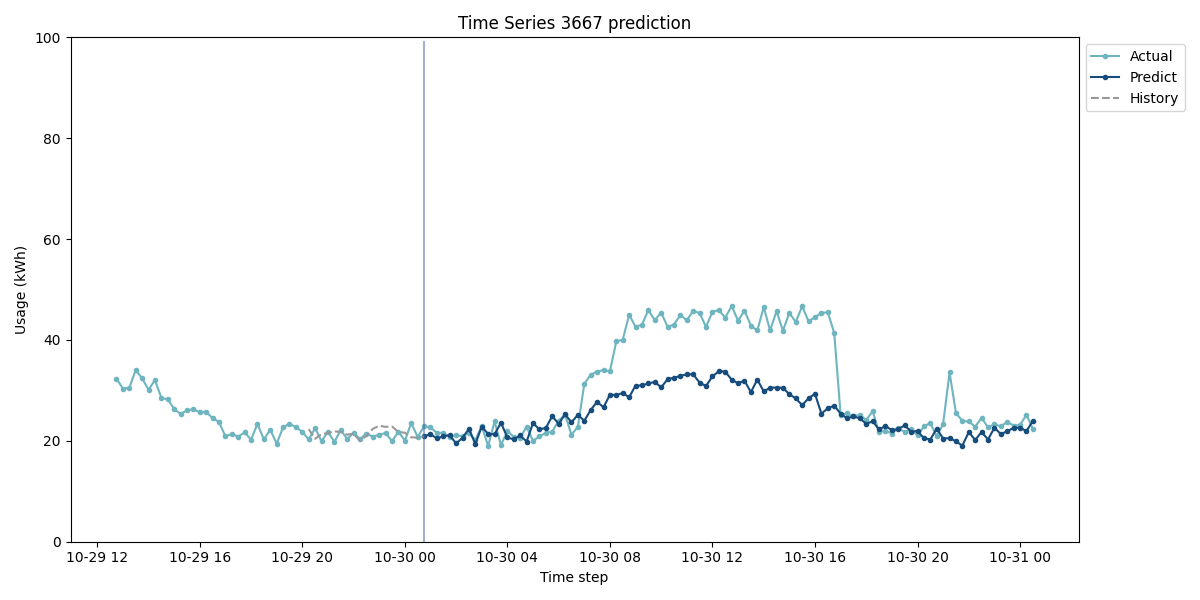 Time Series 3667 prediction
100
80
60
40
20
0
Usage (kWh)
10-29 12
10-29 16
10-29 20
10-30 00
10-30 04
10-30 08
10-30 12
10-30 16
10-30 20
10-31 00
Time step
Actual
Predict
History